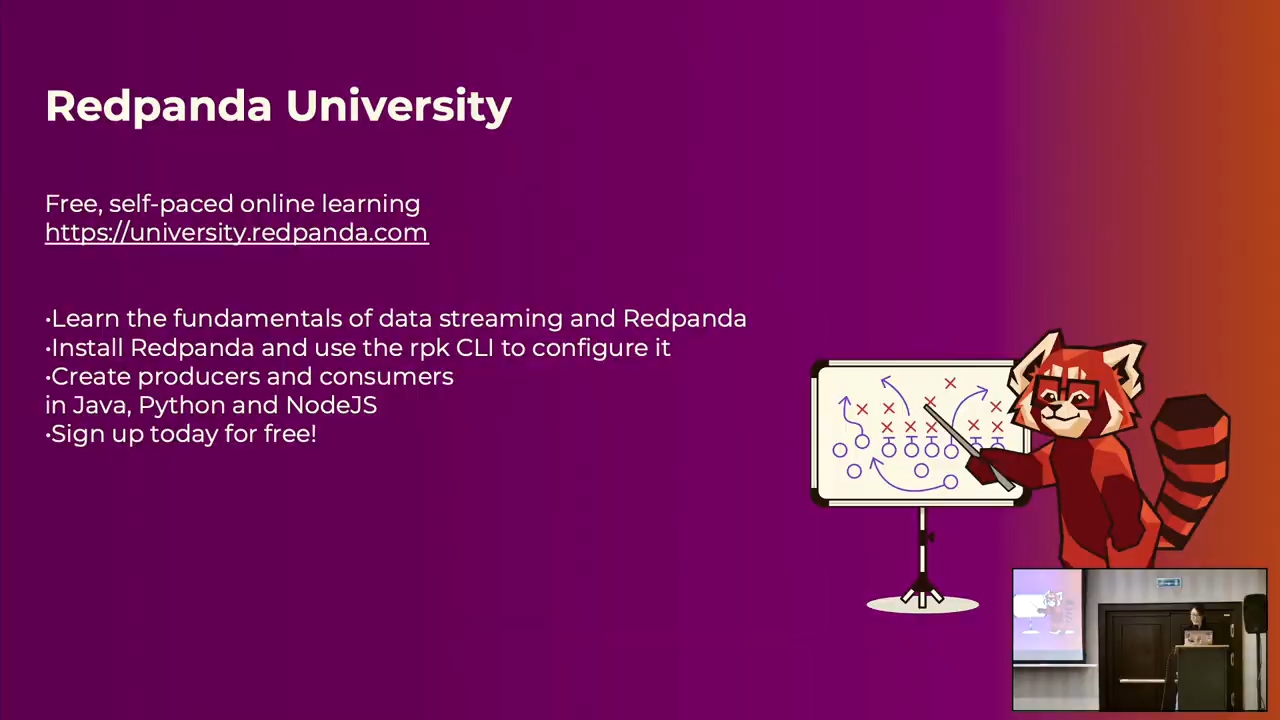 Redpanda University
Free, self-paced online learning
https://university.redpanda.com
•Learn the fundamentals of data streaming and Redpanda
•Install Redpanda and use the rpk CLI to configure it
•Create producers and consumers
in Java, Python and NodeJS
•Sign up today for free!